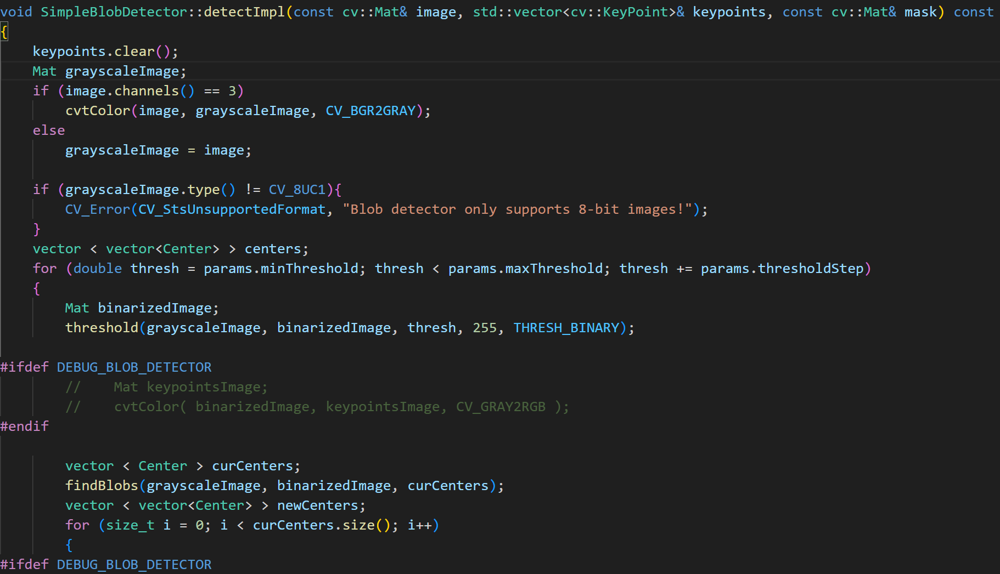 void SimpleBlobDetector::detectImpl(const cv::Mat& image, std::vector<cv::KeyPoint>& keypoints, const cv::Mat& mask) const
{
    keypoints.clear();
    Mat grayscaleImage;
    if (image.channels() == 3)
        cvtColor(image, grayscaleImage, CV_BGR2GRAY);
    else
        grayscaleImage = image;

    if (grayscaleImage.type() != CV_8UC1){
        CV_Error(CV_StsUnsupportedFormat, "Blob detector only supports 8-bit images!");
    }
    vector < vector<Center> > centers;
    for (double thresh = params.minThreshold; thresh < params.maxThreshold; thresh += params.thresholdStep)
    {
        Mat binarizedImage;
        threshold(grayscaleImage, binarizedImage, thresh, 255, THRESH_BINARY);

#ifdef DEBUG_BLOB_DETECTOR
        //    Mat keypointsImage;
        //    cvtColor( binarizedImage, keypointsImage, CV_GRAY2RGB );
#endif

        vector < Center > curCenters;
        findBlobs(grayscaleImage, binarizedImage, curCenters);
        vector < vector<Center> > newCenters;
        for (size_t i = 0; i < curCenters.size(); i++)
        {
#ifdef DEBUG_BLOB_DETECTOR